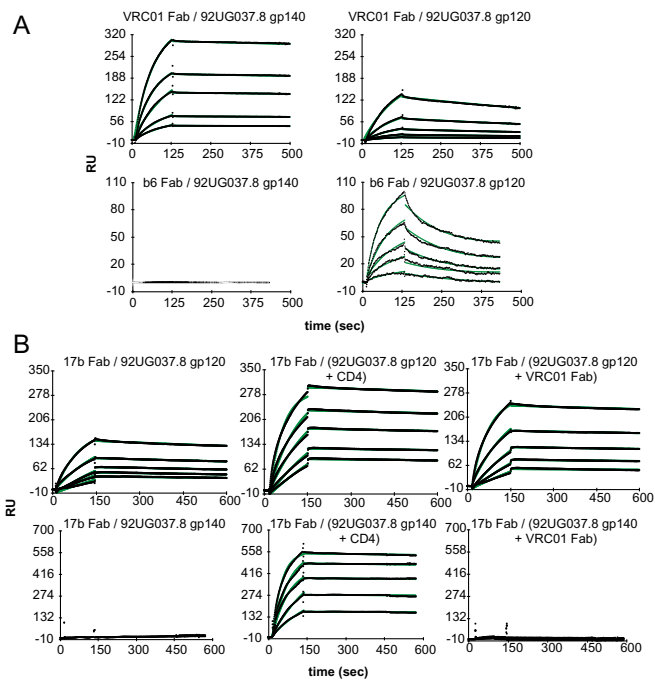 A
VRC01 Fab / 92UG037.8 gp140
VRC01 Fab / 92UG037.8 gp120
320
254
188
122
56
-10
0 125 250 375 500
320
254
188
122
56
-10
0 125 250 375 500
RU
b6 Fab / 92UG037.8 gp140
b6 Fab / 92UG037.8 gp120
110
80
50
20
-10
0 125 250 375 500
110
80
50
20
-10
0 125 250 375 500
time (sec)
B
17b Fab / 92UG037.8 gp120
17b Fab / (92UG037.8 gp120
+ CD4)
17b Fab / (92UG037.8 gp120
+ VRC01 Fab)
350
278
206
134
62
-10
0 150 300 450 600
350
278
206
134
62
-10
0 150 300 450 600
350
278
206
134
62
-10
0 150 300 450 600
RU
17b Fab / 92UG037.8 gp140
17b Fab / (92UG037.8 gp140
+ CD4)
17b Fab / (92UG037.8 gp140
+ VRC01 Fab)
700
558
416
274
132
-10
0 150 300 450 600
700
558
416
274
132
-10
0 150 300 450 600
700
558
416
274
132
-10
0 150 300 450 600
time (sec)